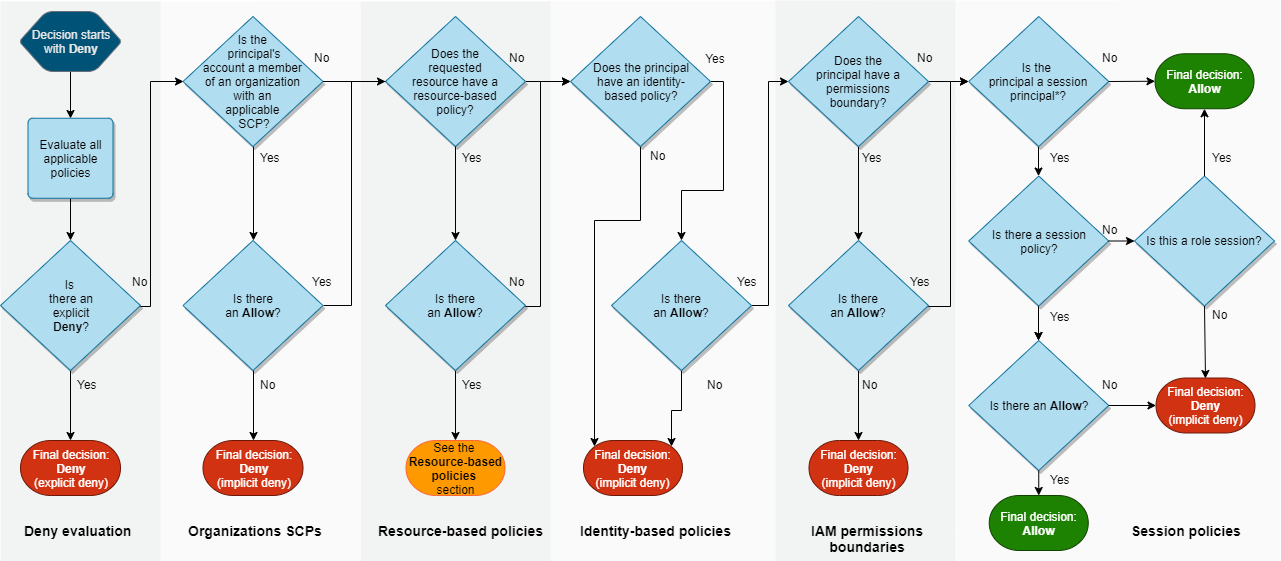 Decision starts
with Deny
Evaluate all
applicable
policies
Is
there an
explicit
Deny?
No
Yes
Final decision:
Deny
(explicit deny)
Deny evaluation
Is the
principal's
account a member
of an organization
with an
applicable
SCP?
No
Yes
Is there
an Allow?
Yes
No
Final decision:
Deny
(implicit deny)
Organizations SCPs
Does the
requested
resource have a
resource-based
policy?
No
Yes
Is there
an Allow?
No
Yes
See the
Resource-based
policies
section
Resource-based policies
Does the principal
have an identity-
based policy?
Yes
No
Is there
an Allow?
Yes
No
Final decision:
Deny
(implicit deny)
Identity-based policies
Does the
principal have a
permissions
boundary?
No
Yes
Is there
an Allow?
Yes
No
Final decision:
Deny
(implicit deny)
IAM permissions
boundaries
Is the
principal a session
principal*?
No
Final decision:
Allow
Yes
Is there a session
policy?
No
Is this a role session?
Yes
No
Yes
Is there an Allow?
No
Final decision:
Deny
(implicit deny)
Yes
Final decision:
Allow
Session policies